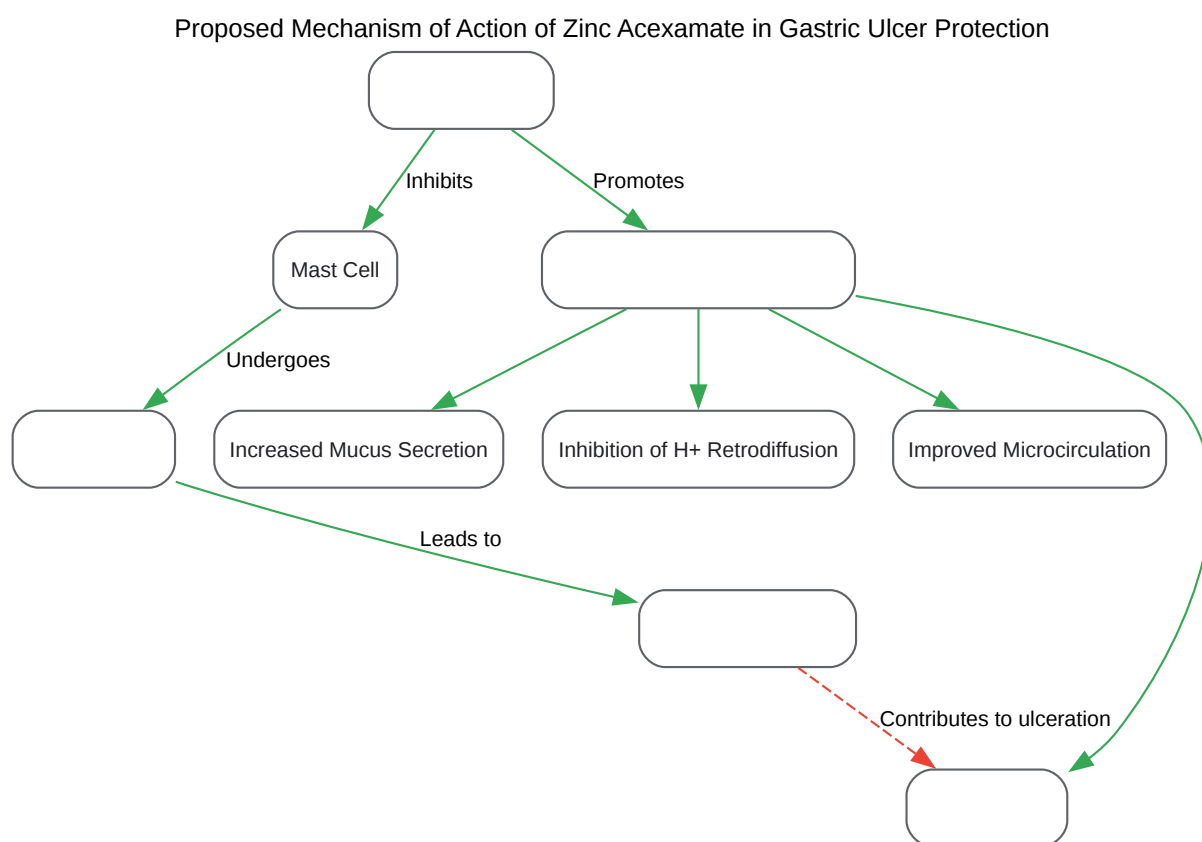 Proposed Mechanism of Action of Zinc Acexamate in Gastric Ulcer Protection
Inhibits
Promotes
Mast Cell
Undergoes
Increased Mucus Secretion
Inhibition of H+ Retrodiffusion
Improved Microcirculation
Leads to
Contributes to ulceration